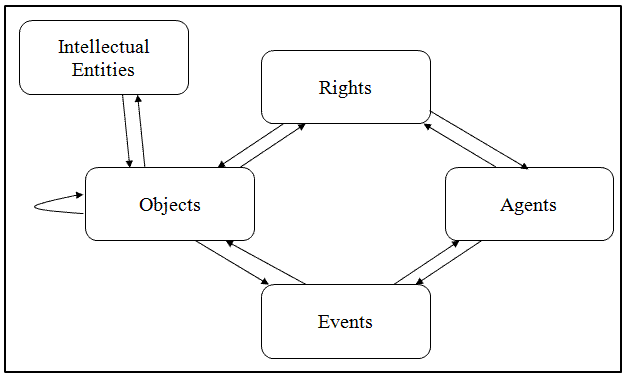 Intellectual
Entities
Rights
Objects
Agents
Events